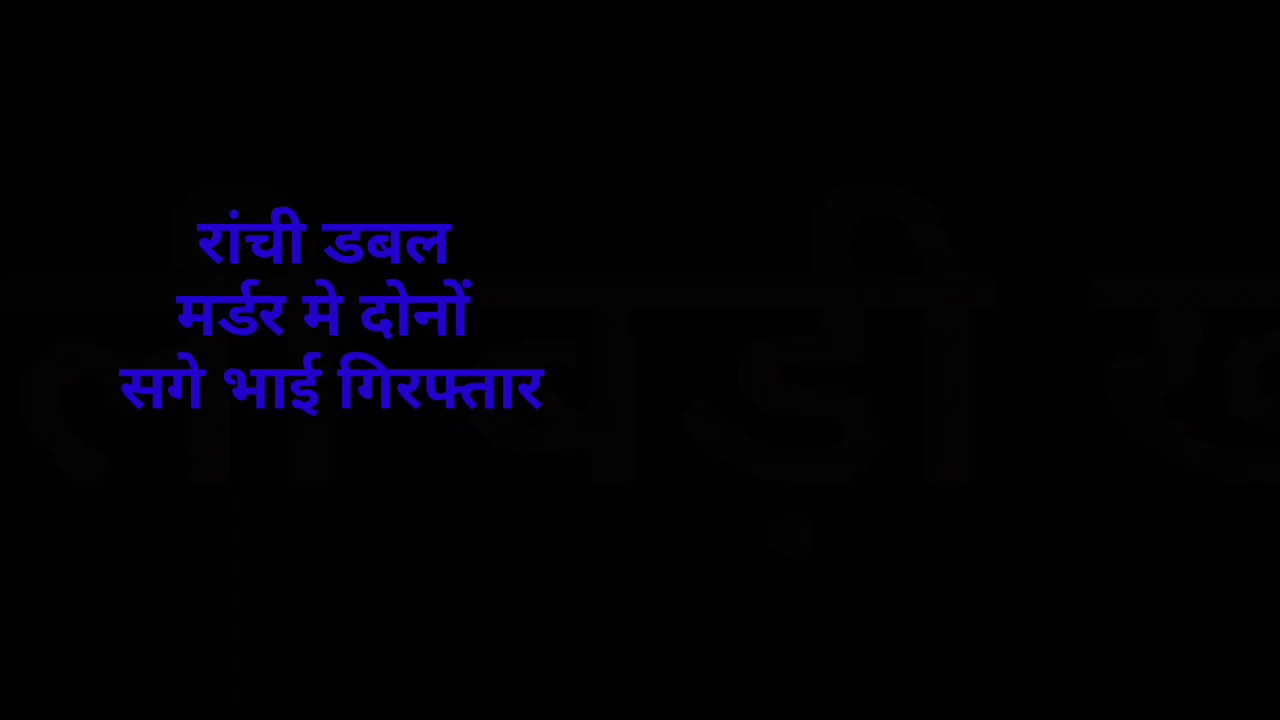 रांची डबल
मर्डर मे दोनों
सगे भाई गिरफ्तार